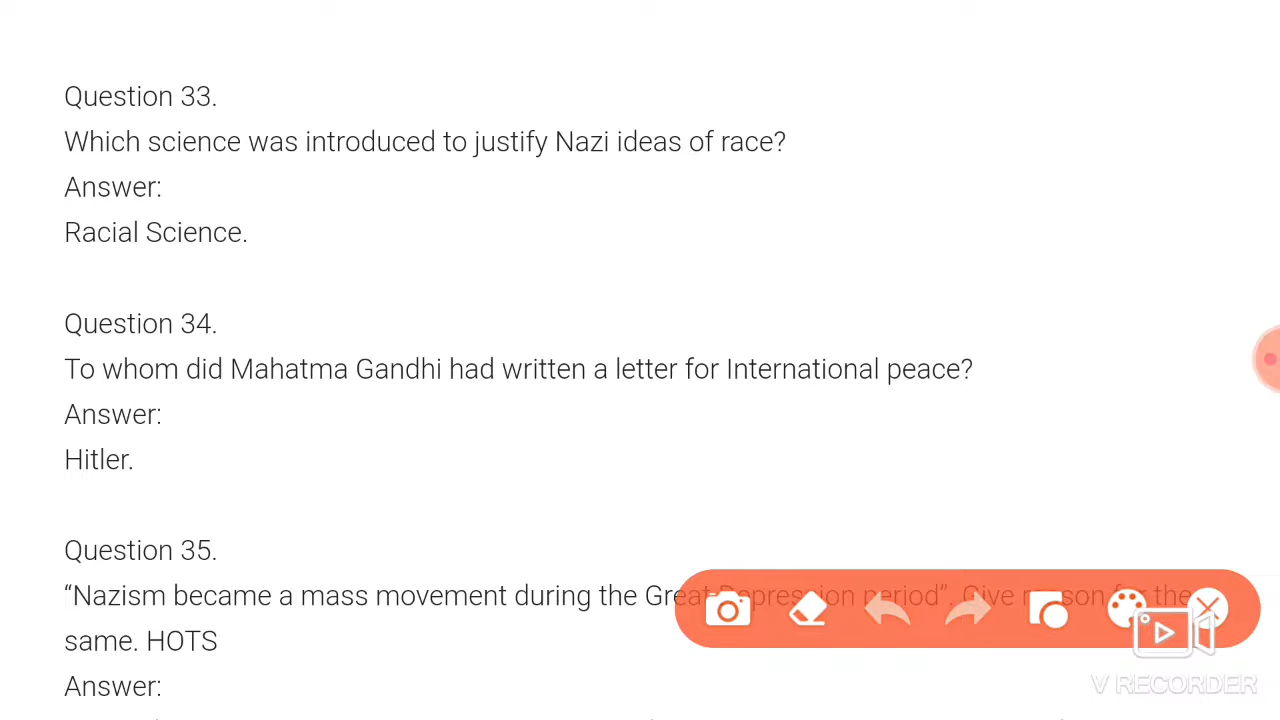 Question 33.
Which science was introduced to justify Nazi ideas of race?
Answer:
Racial Science.
Question 34.
To whom did Mahatma Gandhi had written a letter for International peace?
Answer:
Hitler.
Question 35.
“Nazism became a mass movement during the Great Depression period”. Give reason for the
same. HOTS
Answer:
V RECORDER